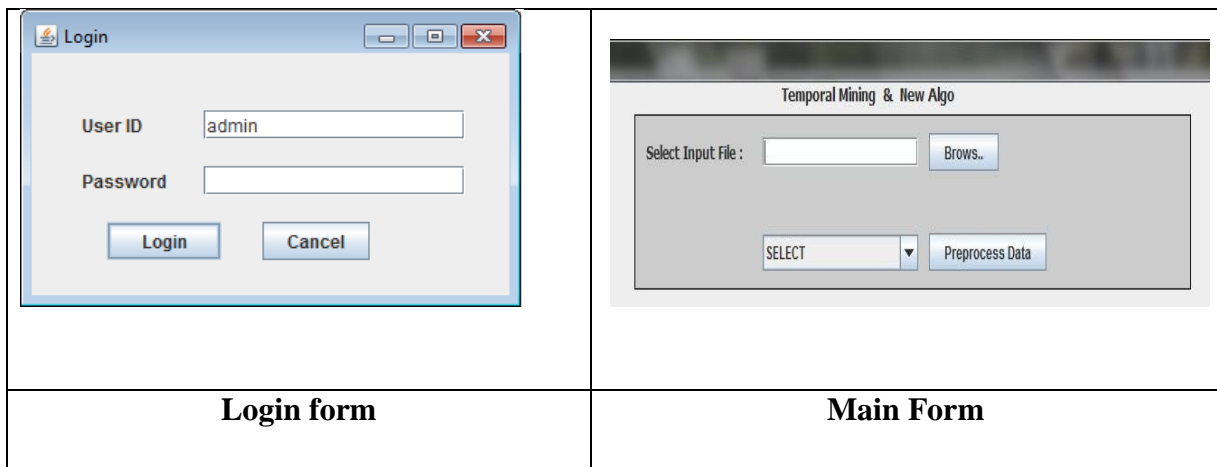 Login
User ID
admin
Password
Login
Cancel
Temporal Mining & New Algo
Select Input File :
Brows..
SELECT
Preprocess Data
Login form
Main Form